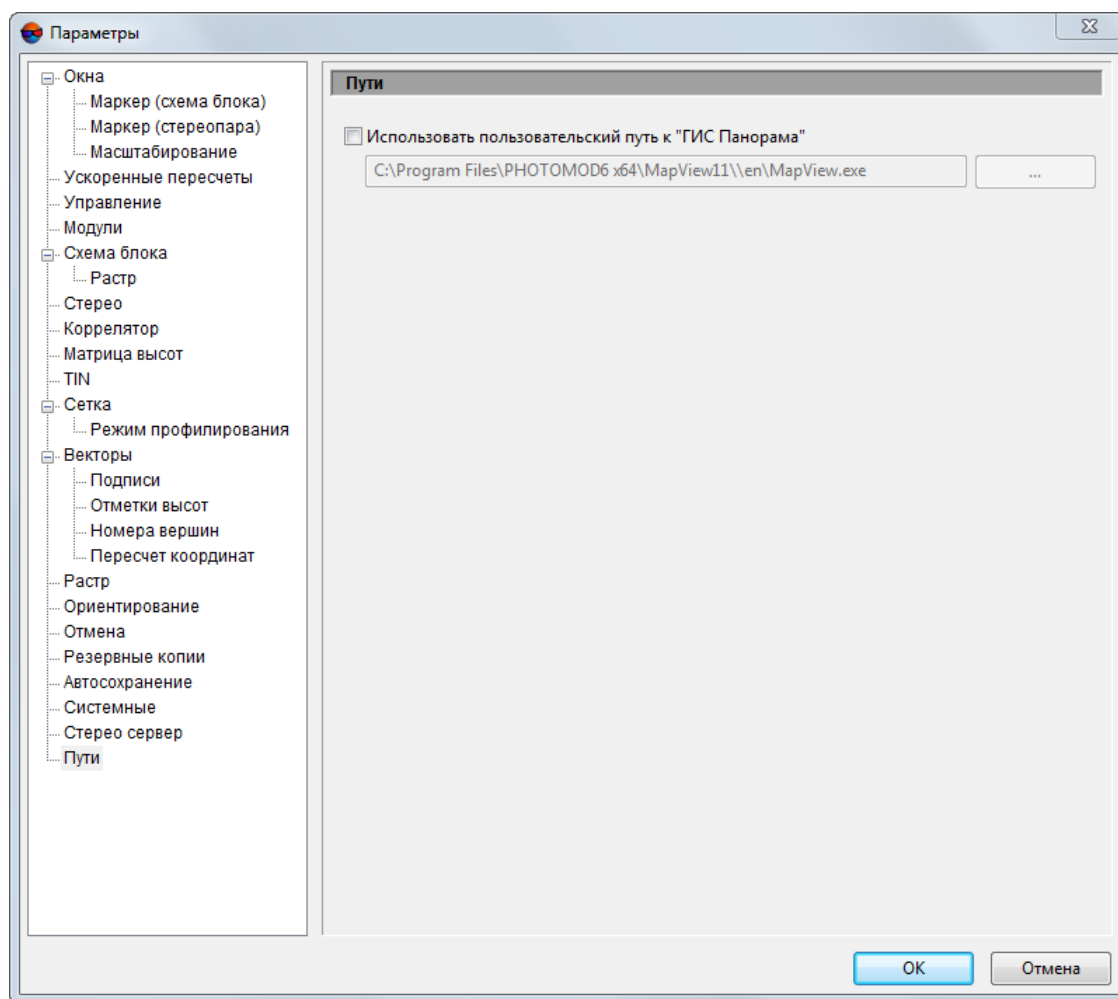 Параметры
Окна
Маркер (схема блока)
Маркер (стереопара)
Масштабирование
Ускоренные пересчеты
Управление
Модули
Схема блока
Растр
Стерео
Коррелятор
Матрица высот
TIN
Сетка
Режим профилирования
Векторы
Подписи
Отметки высот
Номера вершин
Пересчет координат
Растр
Ориентирование
Отмена
Резервные копии
Автосохранение
Системные
Стерео сервер
Пути
Пути
Использовать пользовательский путь к "ГИС Панорама"
C:\Program Files\PHOTOMOD6 x64\MapView11\\en\MapView.exe
...
OK
Отмена